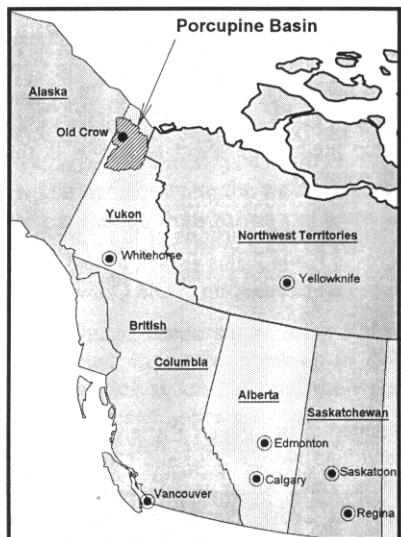 Porcupine Basin
Alaska
Old Crow
Yukon
Northwest Territories
Whitehorse
Yellowknife
British
Columbia
Alberta
Saskatchewan
Edmonton
Saskatoon
Calgary
Vancouver
Regina